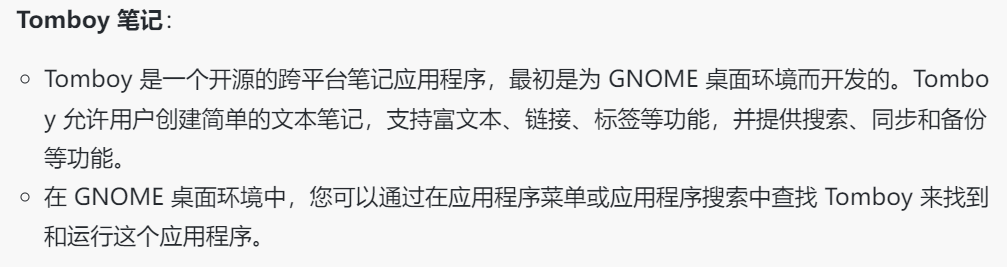 Tomboy 笔记：
Tomboy 是一个开源的跨平台笔记应用程序，最初是为 GNOME 桌面环境而开发的。Tombo
y 允许用户创建简单的文本笔记，支持富文本、链接、标签等功能，并提供搜索、同步和备份
等功能。
在 GNOME 桌面环境中，您可以通过在应用程序菜单或应用程序搜索中查找 Tomboy 来找到
和运行这个应用程序。